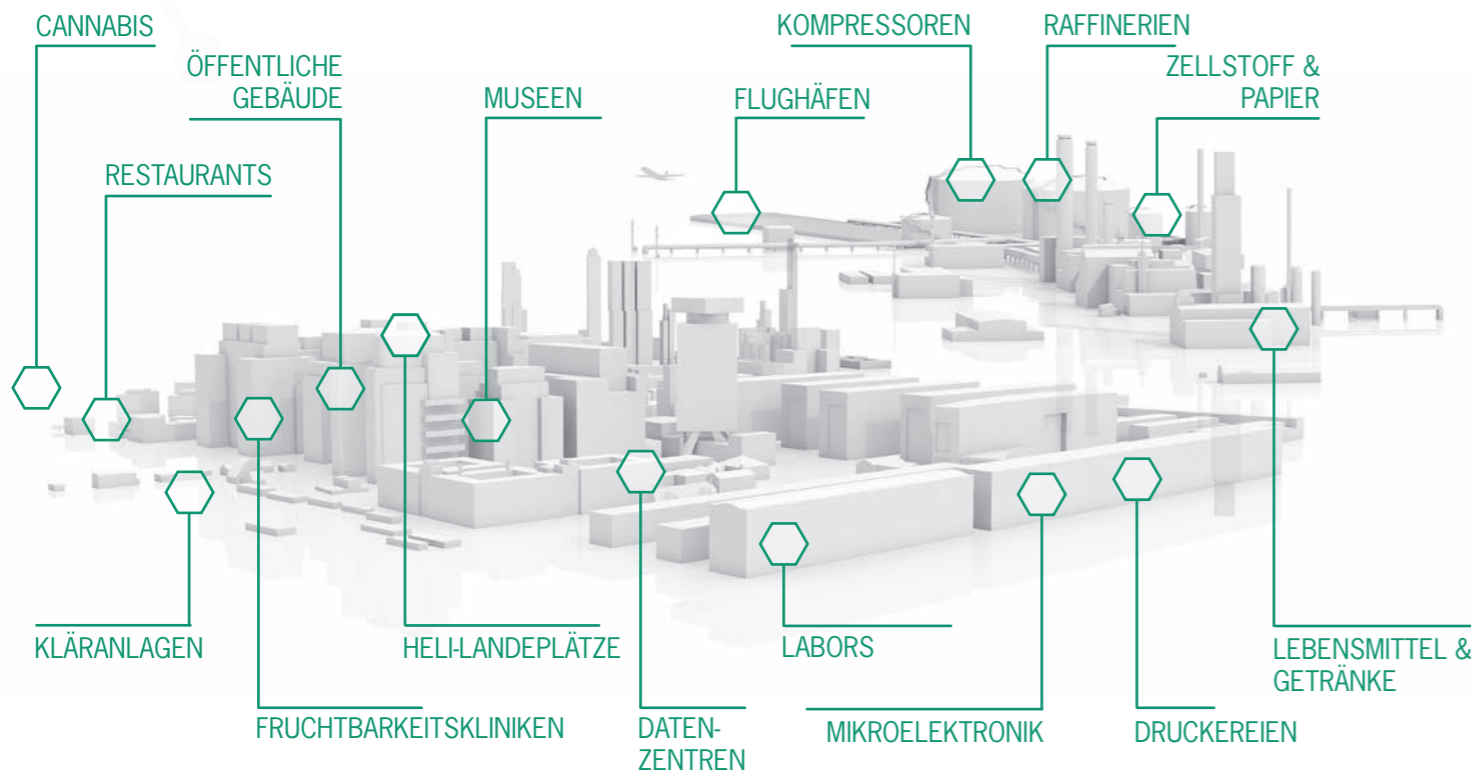 CANNABIS
ÖFFENTLICHE
GEBÄUDE
RESTAURANTS
MUSEEN
FLUGHÄFEN
KOMPRESSOREN
RAFFINERIEN
ZELLSTOFF &
PAPIER
KLÄRANLAGEN
FRUCHTBARKEITSKLINIKEN
HELI-LANDEPLÄTZE
DATEN-
ZENTREN
LABORS
MIKROELEKTRONIK
DRUCKEREIEN
LEBENSMITTEL &
GETRÄNKE